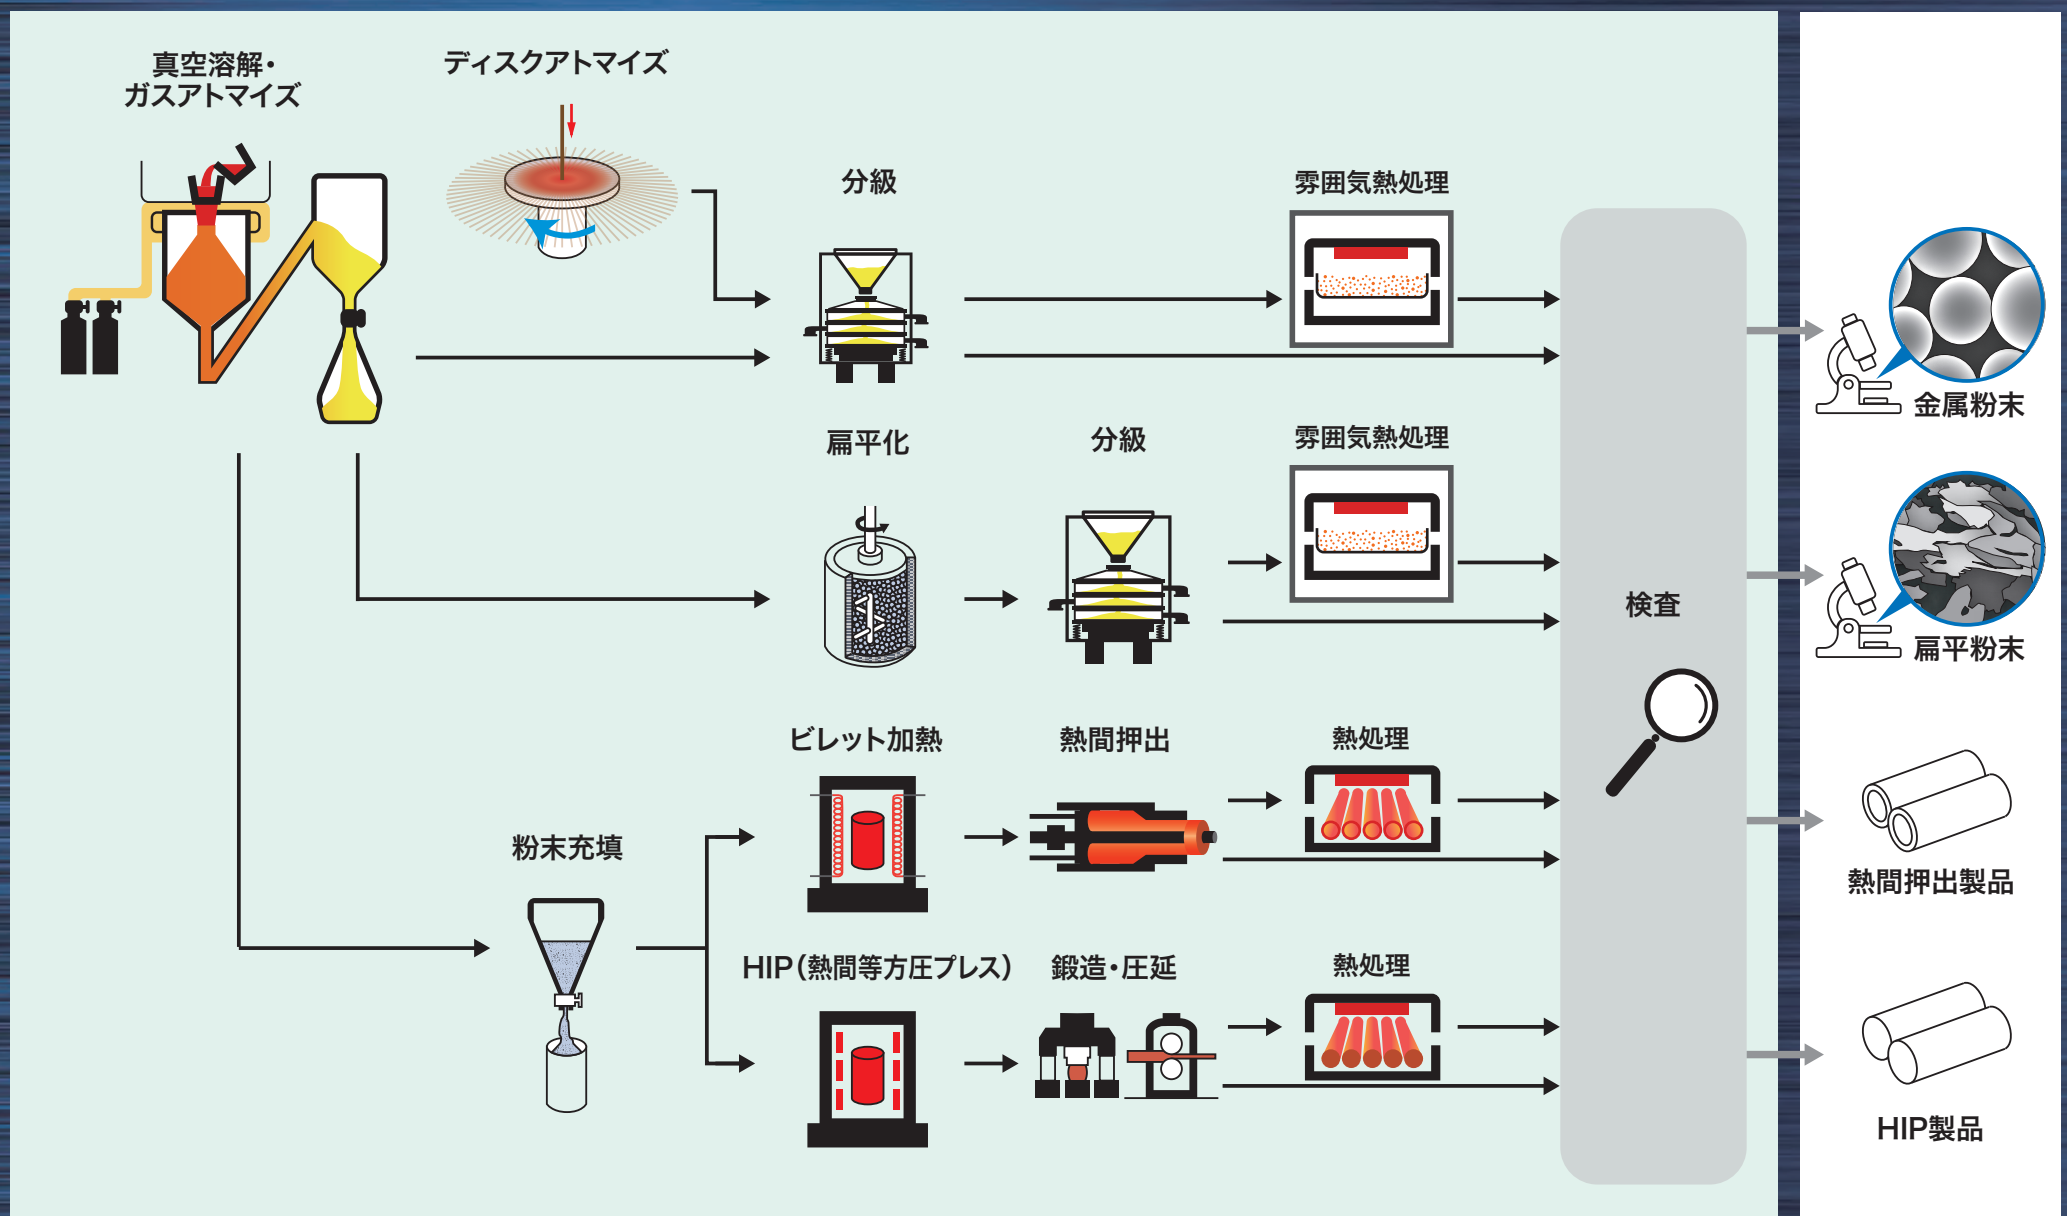 真空溶解・
ガスアトマイズ
ディスクアトマイズ
分級
雰囲気熱処理
金属粉末
扁平化
分級
雰囲気熱処理
検査
扁平粉末
ビレット加熱
熱間押出
熱処理
熱間押出製品
粉末充填
HIP（熱間等方圧プレス）
鍛造・圧延
熱処理
HIP製品